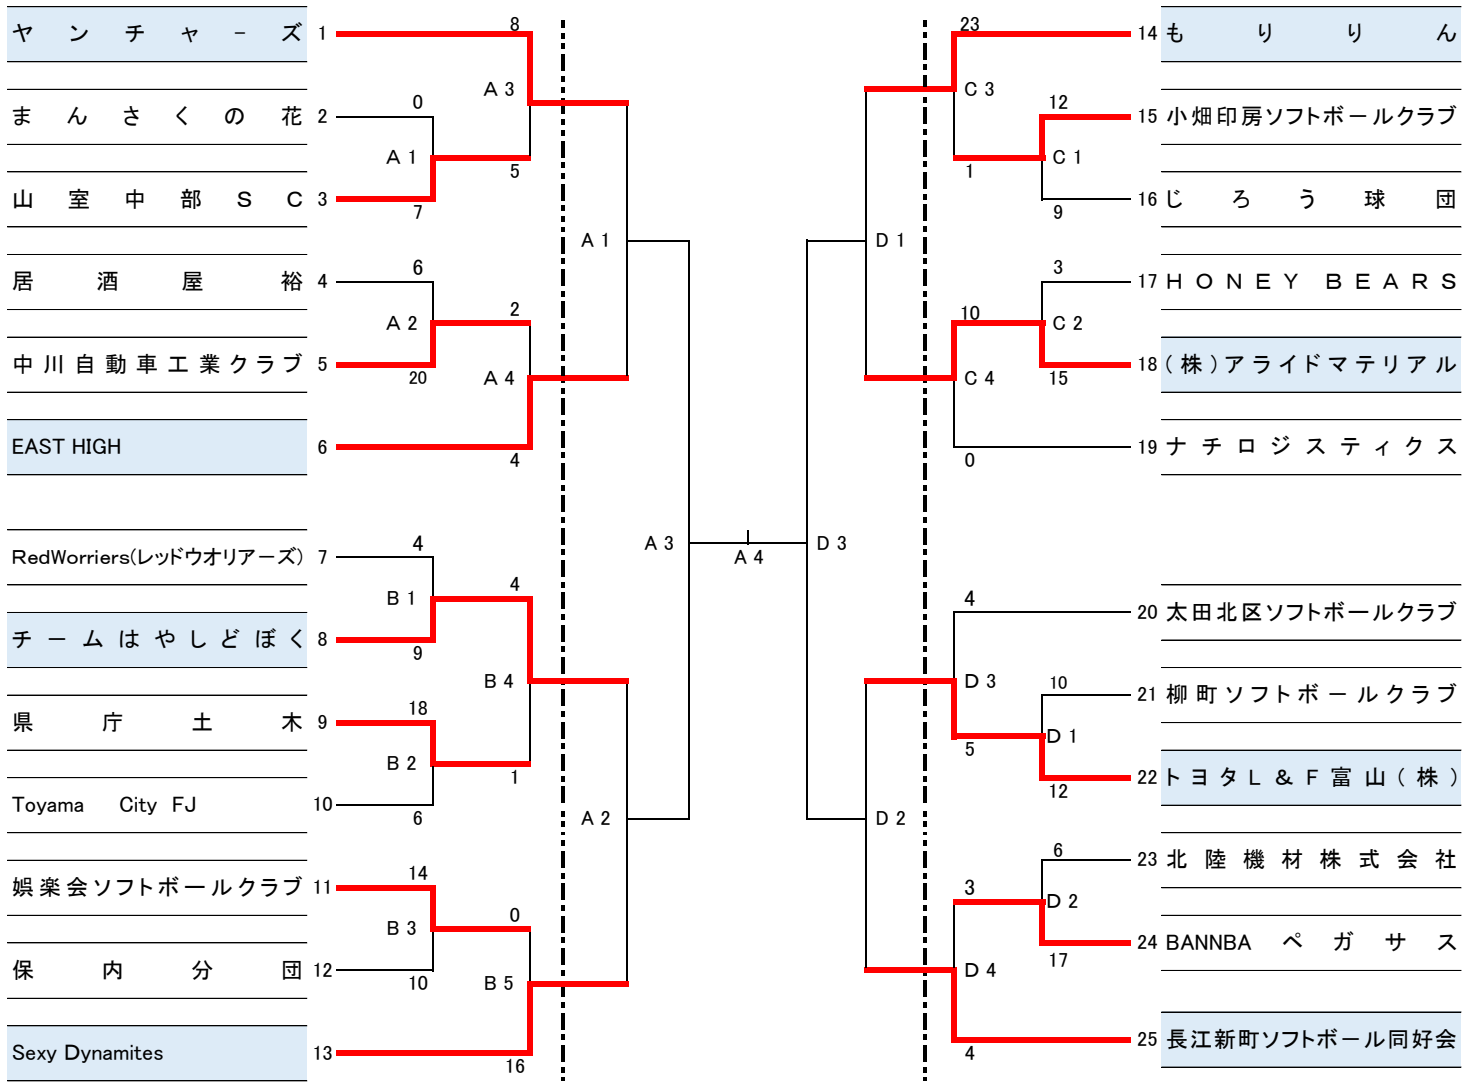 8
23
ヤンチャーズ 1
14 もりりん
A 3
C 3
0
12
まんさくの花 2
15 小畑印房ソフトボールクラブ
A 1
C 1
5
1
山室中部SC 3
16 じろう球団
7
9
A 1
D 1
6
3
居酒屋裕 4
17 HONEY BEARS
2
10
A 2
C 2
中川自動車工業クラブ 5
18 (株)アライドマテリアル
20
A 4
C 4
15
EAST HIGH 6
19 ナチロジスティクス
4
0
4
A 3
A 4
D 3
RedWorriers(レッドウオリアーズ) 7
4
4
B 1
20 太田北区ソフトボールクラブ
チームはやしどぼく 8
9
B 4
D 3
10
21 柳町ソフトボールクラブ
18
県庁土木 9
D 1
5
B 2
1
22 トヨタL&F富山(株)
12
Toyama City FJ 10
6
A 2
D 2
6
23 北陸機材株式会社
14
娯楽会ソフトボールクラブ 11
3
D 2
0
B 3
24 BANNBA ペガサス
17
保内分団 12
10
B 5
D 4
25 長江新町ソフトボール同好会
Sexy Dynamites 13
4
16